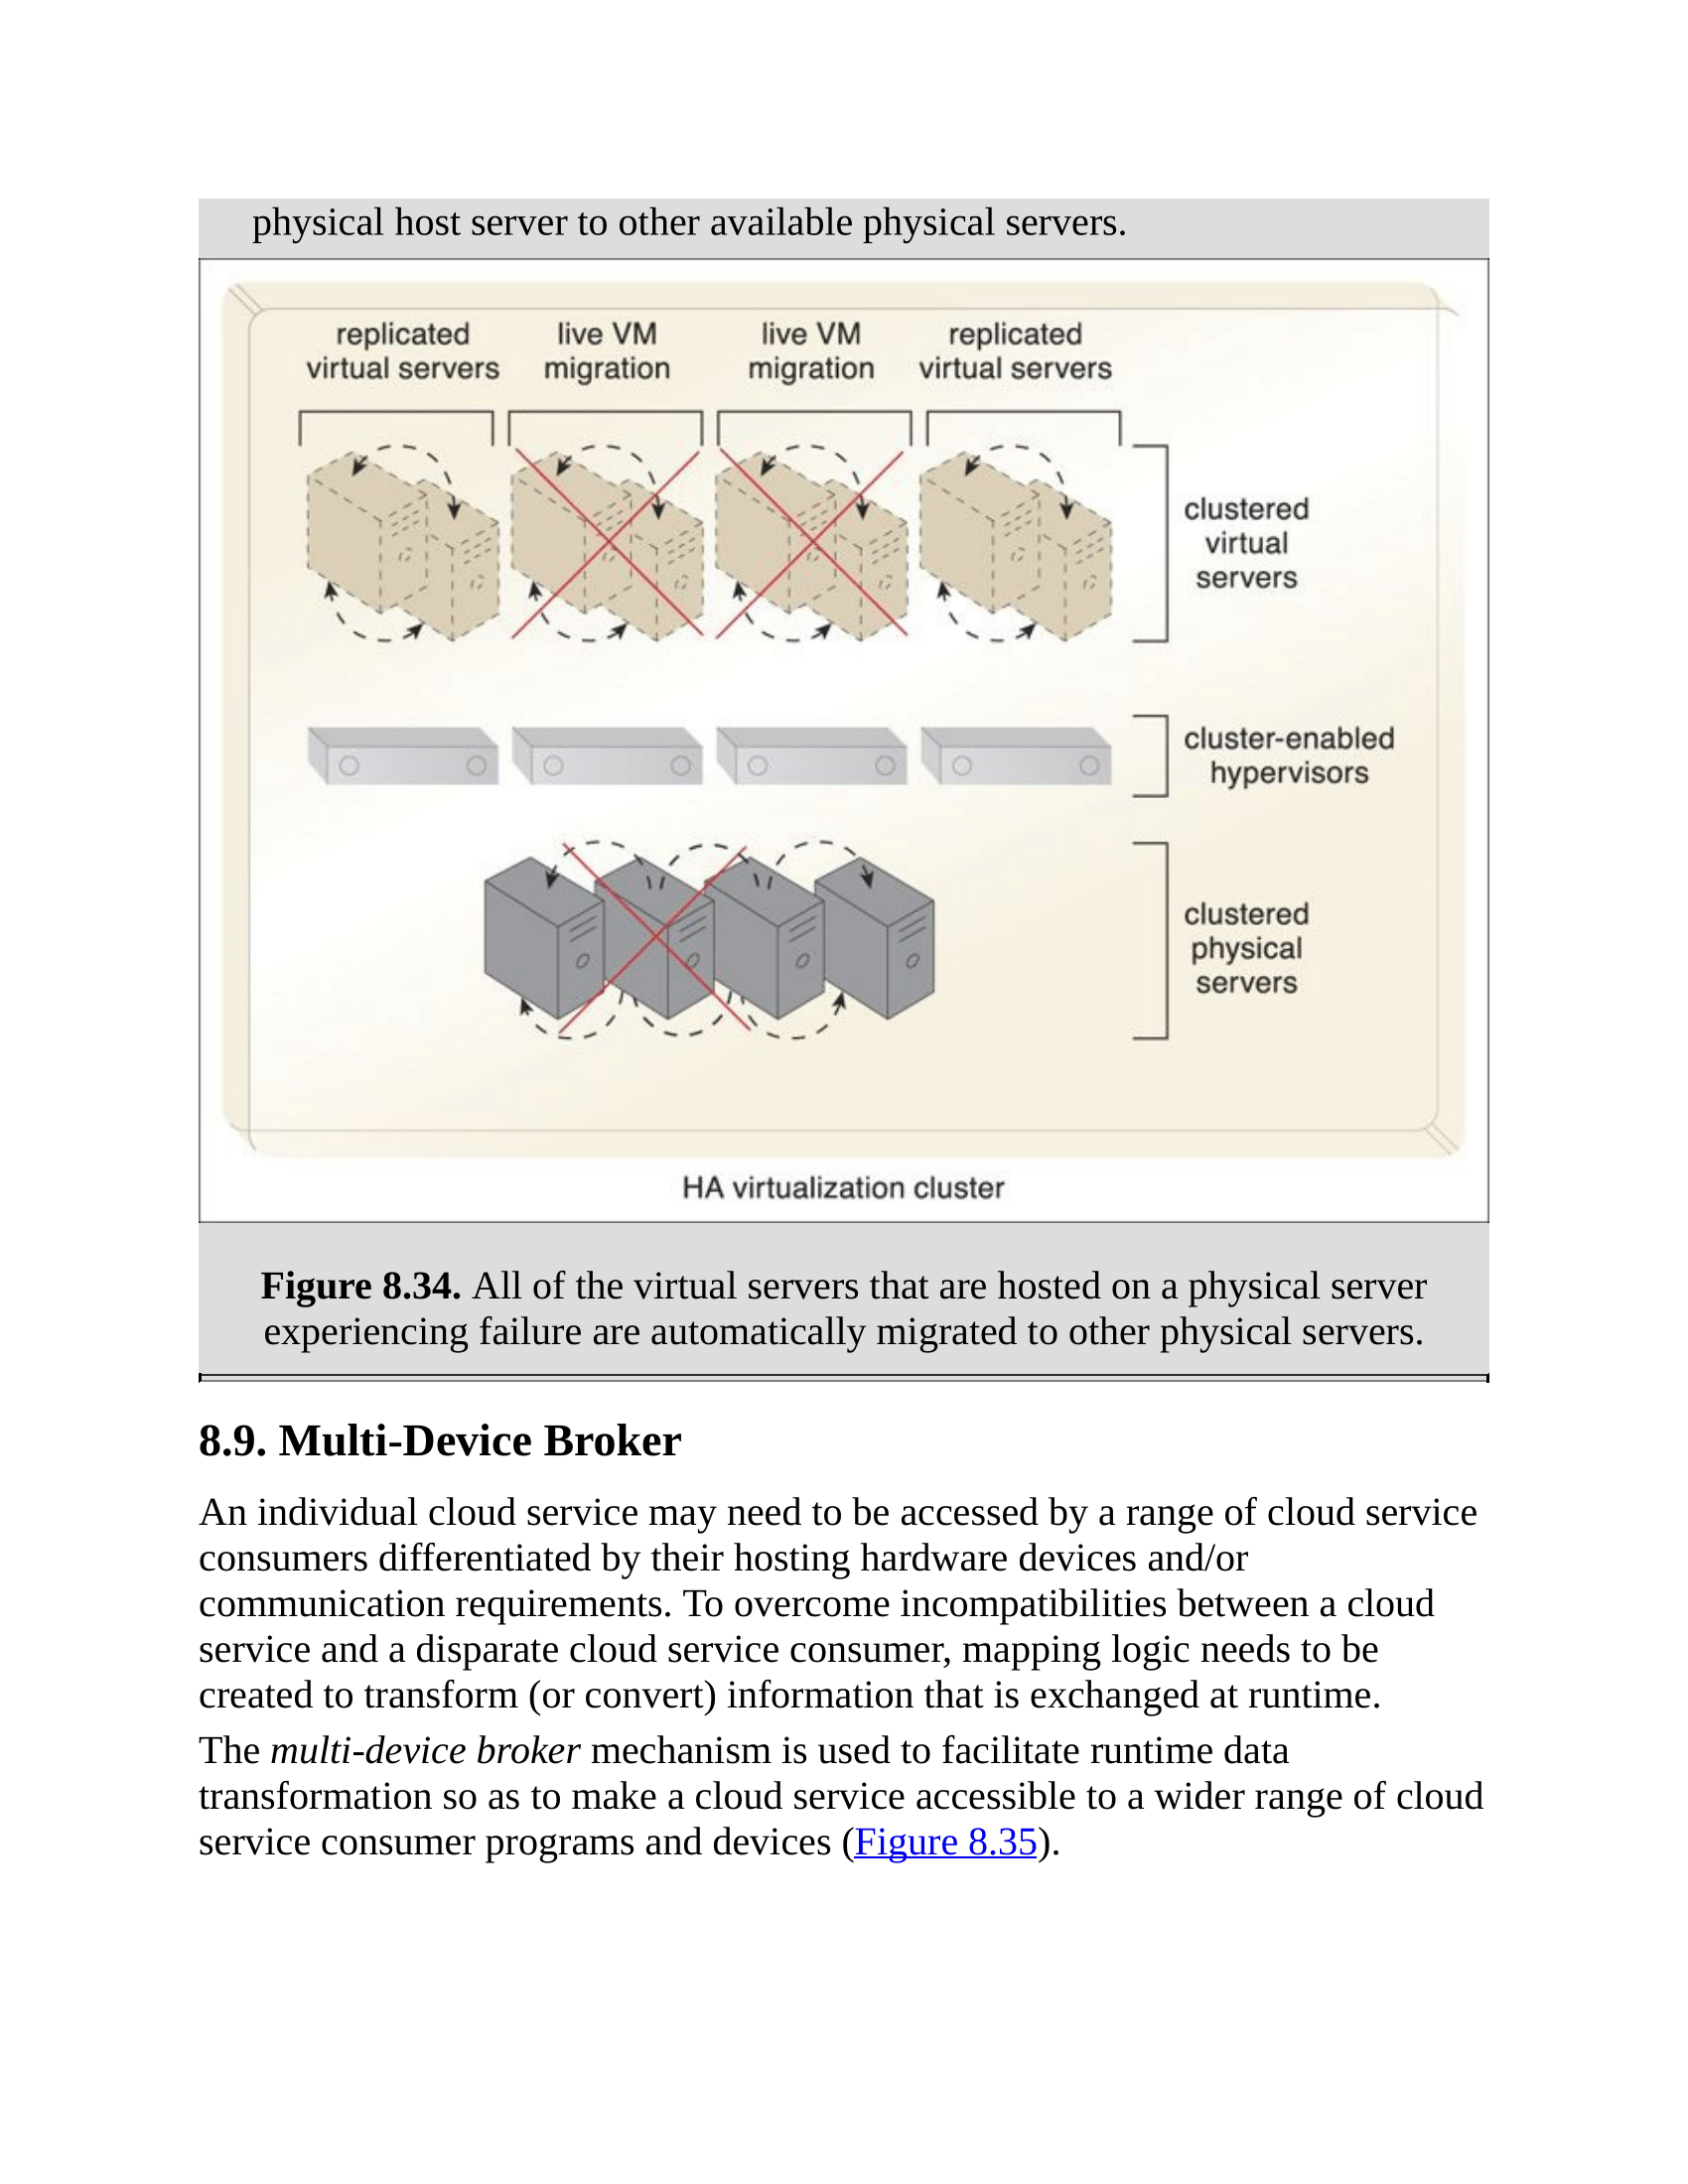 physical host server to other available physical servers.
replicated
virtual servers
live VM
migration
live VM
migration
replicated
virtual servers
clustered
virtual
servers
cluster-enabled
hypervisors
clustered
physical
servers
HA virtualization cluster
Figure 8.34. All of the virtual servers that are hosted on a physical server
experiencing failure are automatically migrated to other physical servers.
8.9. Multi-Device Broker
An individual cloud service may need to be accessed by a range of cloud service
consumers differentiated by their hosting hardware devices and/or
communication requirements. To overcome incompatibilities between a cloud
service and a disparate cloud service consumer, mapping logic needs to be
created to transform (or convert) information that is exchanged at runtime.
The multi-device broker mechanism is used to facilitate runtime data
transformation so as to make a cloud service accessible to a wider range of cloud
service consumer programs and devices (Figure 8.35).